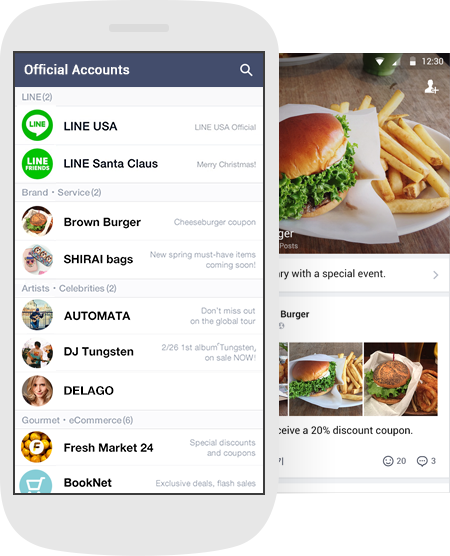 Official Accounts
LINE(2)
LINE
LINE USA
LINE USA Official
LINE
FRIENDS
LINE Santa Claus
Merry Christmas!
Brand・Service(2)
Brown Burger
Cheeseburger coupon
SHIRAI bags
New spring must-have items
coming soon!
Artists・Celebrities(2)
AUTOMATA
Don't miss out
on the global tour
DJ Tungsten
2/26 1st album"Tungsten,
on sale NOW!
DELAGO
Gourmet・eCommerce(6)
F
Fresh Market 24
Special discounts
and coupons
BookNet
Exclusive deals, flash sales
12:30
rger
Posts
ary with a special event.
Burger
ceive a 20% discount coupon.
기
20
3